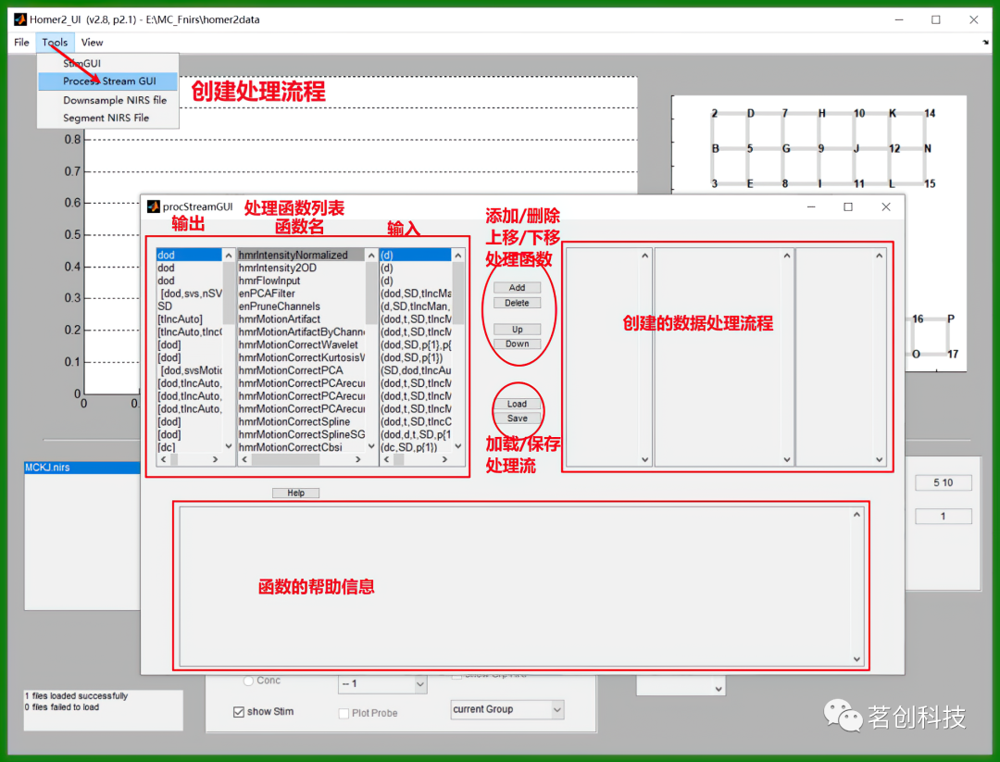 Homer2_UI (v2.8, p2.1) - E:\MC_Fnirs\homer2data
File Tools View
StimGUI
Process Stream GUI
Downsample NIRS file
Segment NIRS File
创建处理流程
0.8
0.7
0.6
0.5
0.4
0.3
0.2
0.1
0
0
0.
2 D 7 H 10 K 14
B 5 G 9 J 12 N
3 E 8 I 11 L 15
16 P
O 17
procStreamGUI
处理函数列表
输出 函数名 输入
dod hmrIntensityNormalized (d)
dod hmrIntensity2OD (d)
dod hmrFlowInput (d)
[dod,svs,nSV enPCAFilter (dod,SD,tIncMa
SD enPruneChannels (d,SD,tIncMan,
[tIncAuto] hmrMotionArtifact (dod,t,SD,tIncM
[tIncAuto,tIncC hmrMotionArtifactByChanne (dod,t,SD,tIncM
[dod] hmrMotionCorrectWavelet (dod,SD,p{1},p{
[dod] hmrMotionCorrectKurtosisW (dod,SD,p{1})
[dod,svsMotic hmrMotionCorrectPCA (SD,dod,tIncAu
[dod,tIncAuto, hmrMotionCorrectPCArecur (dod,t,SD,tIncM
[dod,tIncAuto, hmrMotionCorrectPCArecur (dod,t,SD,tIncM
[dod,tIncAuto, hmrMotionCorrectPCArecur (dod,t,SD,tIncM
[dod] hmrMotionCorrectSpline (dod,t,SD,tIncC
[dod] hmrMotionCorrectSplineSG (dod,d,t,SD,p{1
[dc] hmrMotionCorrectCbsi (dc,SD,p{1})
添加/删除
上移/下移
处理函数
Add
Delete
Up
Down
Load
Save
加载/保存
处理流
创建的数据处理流程
Help
函数的帮助信息
MCKJ.nirs
5 10
1
1 files loaded successfully
0 files failed to load
Conc
-- 1
show Stim
Plot Probe
current Group
茗创科技